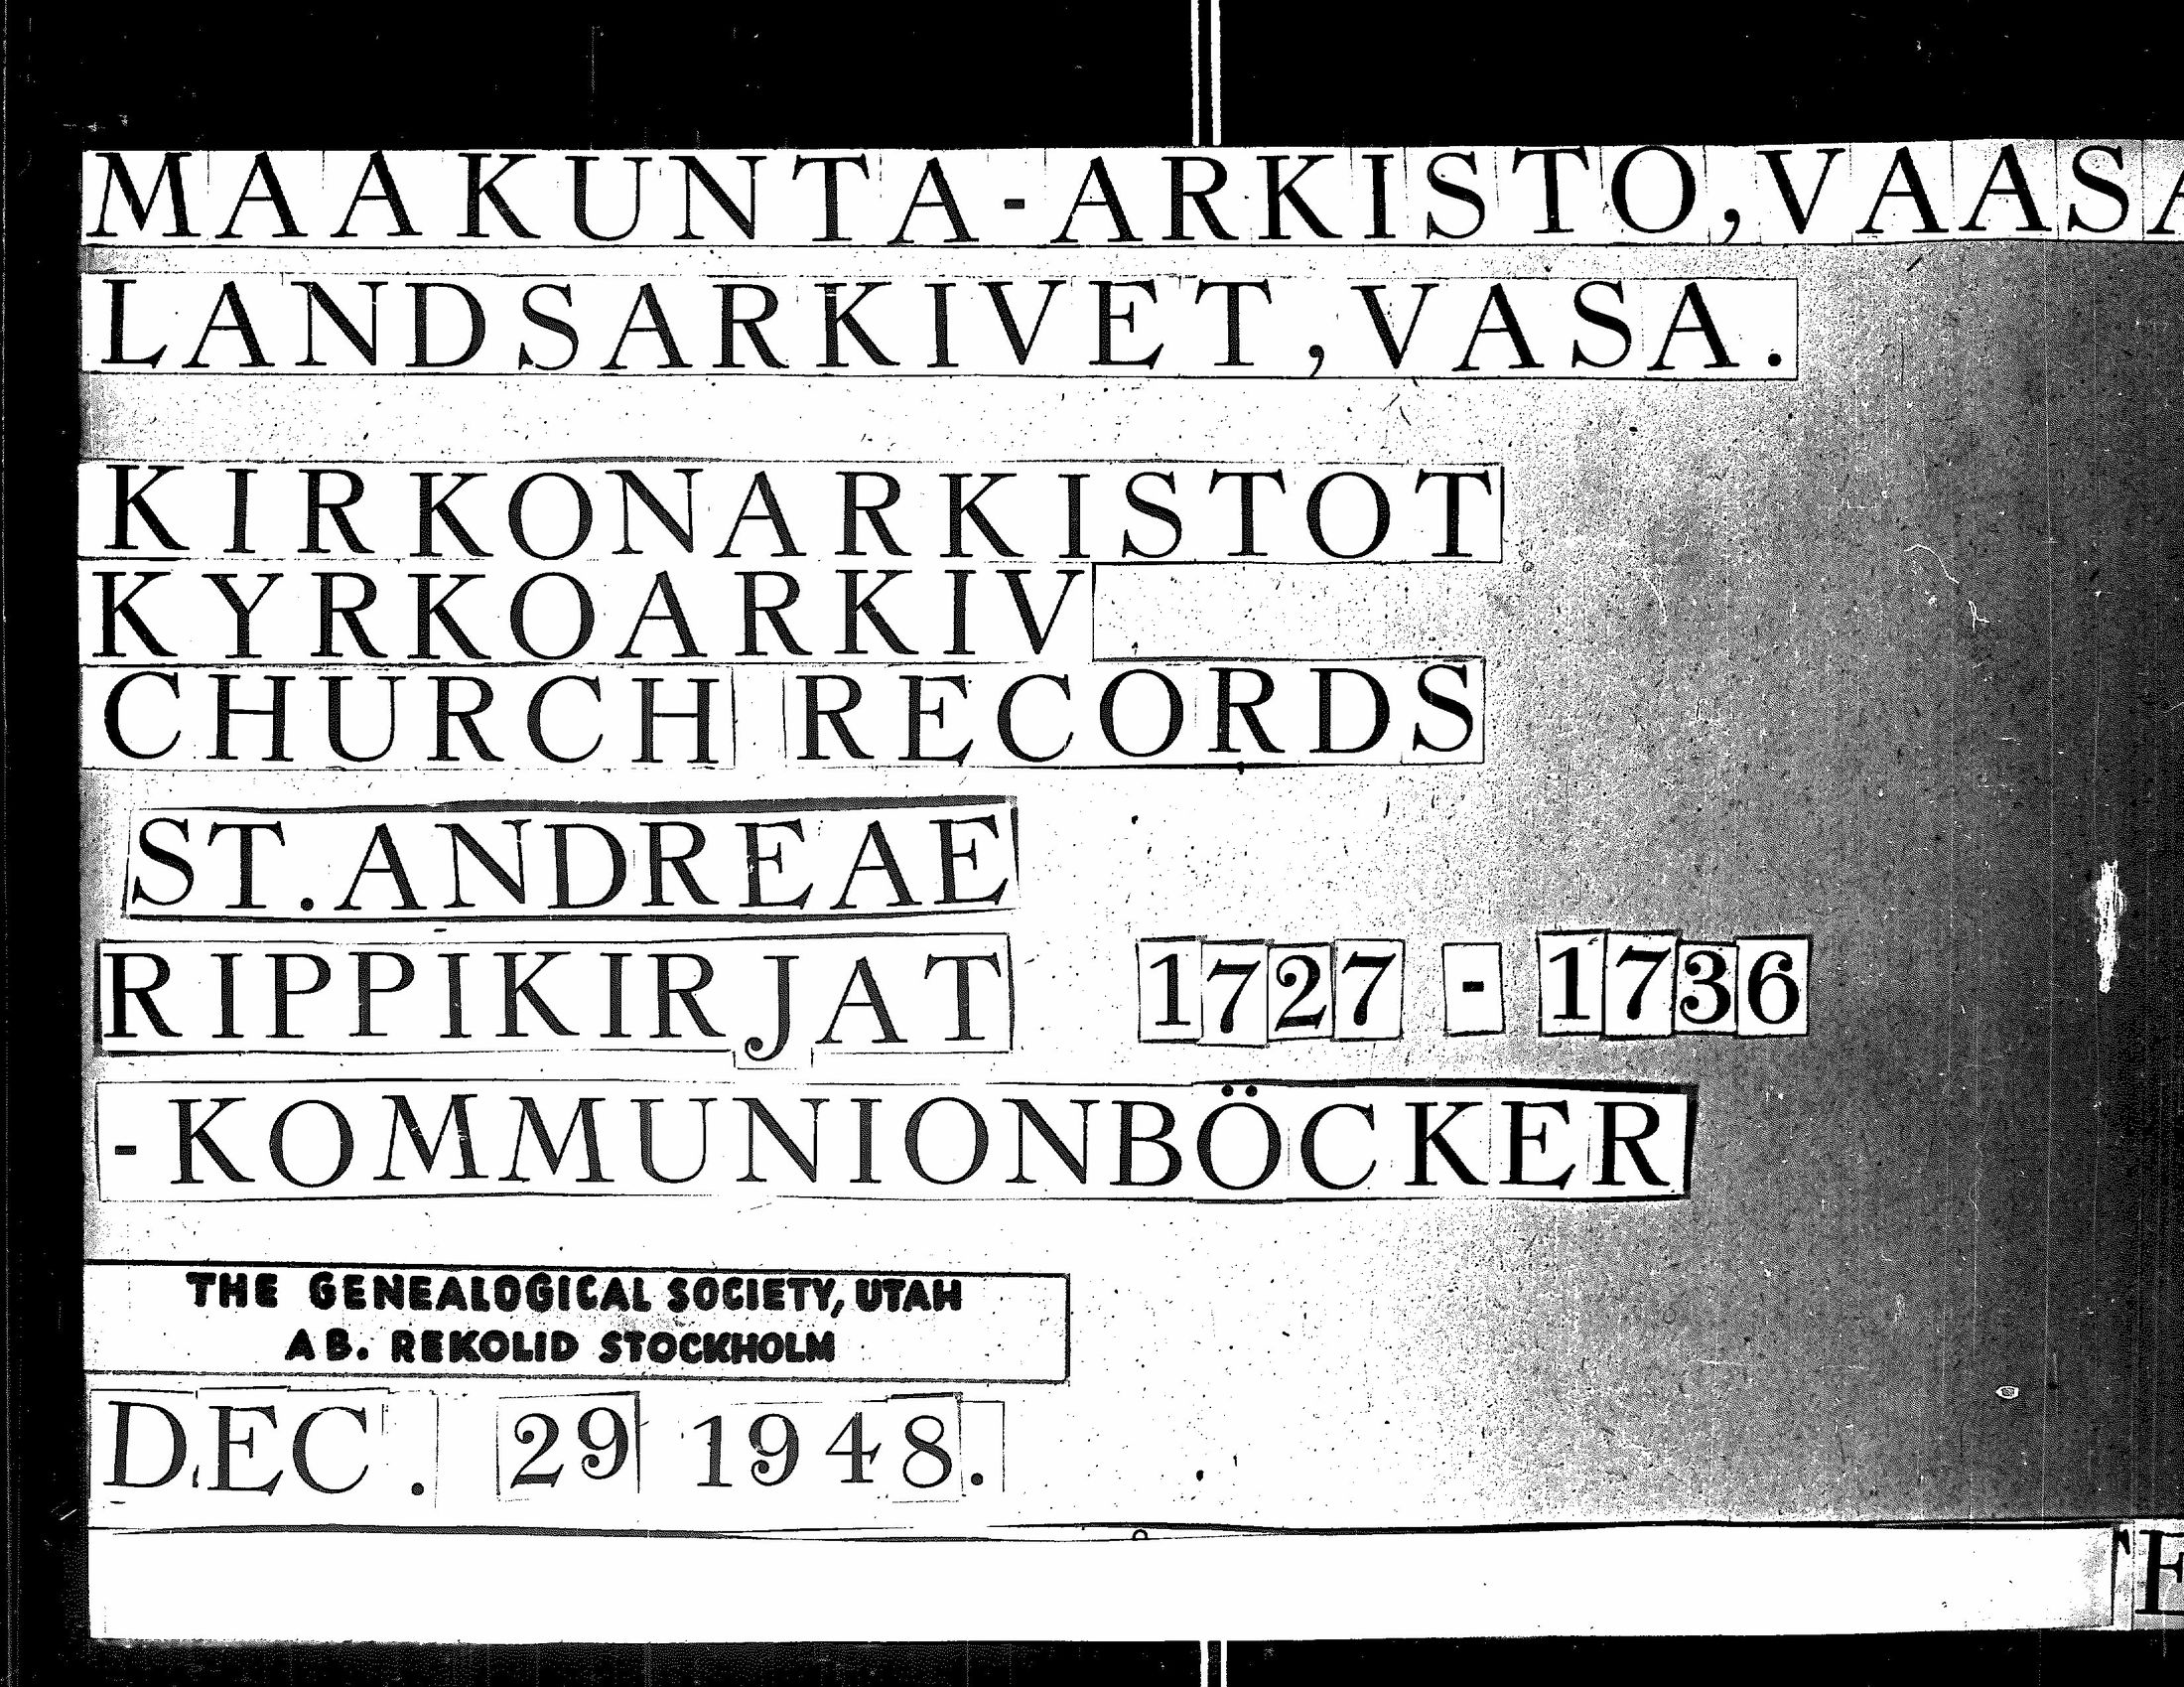 MAAKUNTA-ARKISTO, VAASA
LANDSARKIVET, VASA.
KIRKONARKISTOT
KYRKOARKIV
CHURCH RECORDS
ST. ANDREAE
RIPPIKIRJAT 1727 - 1736
-KOMMUNIONBÖCKER
THE GENEALOGICAL SOCIETY, UTAH
AB. REKOLID STOCKHOLM
DEC. 29 1948.